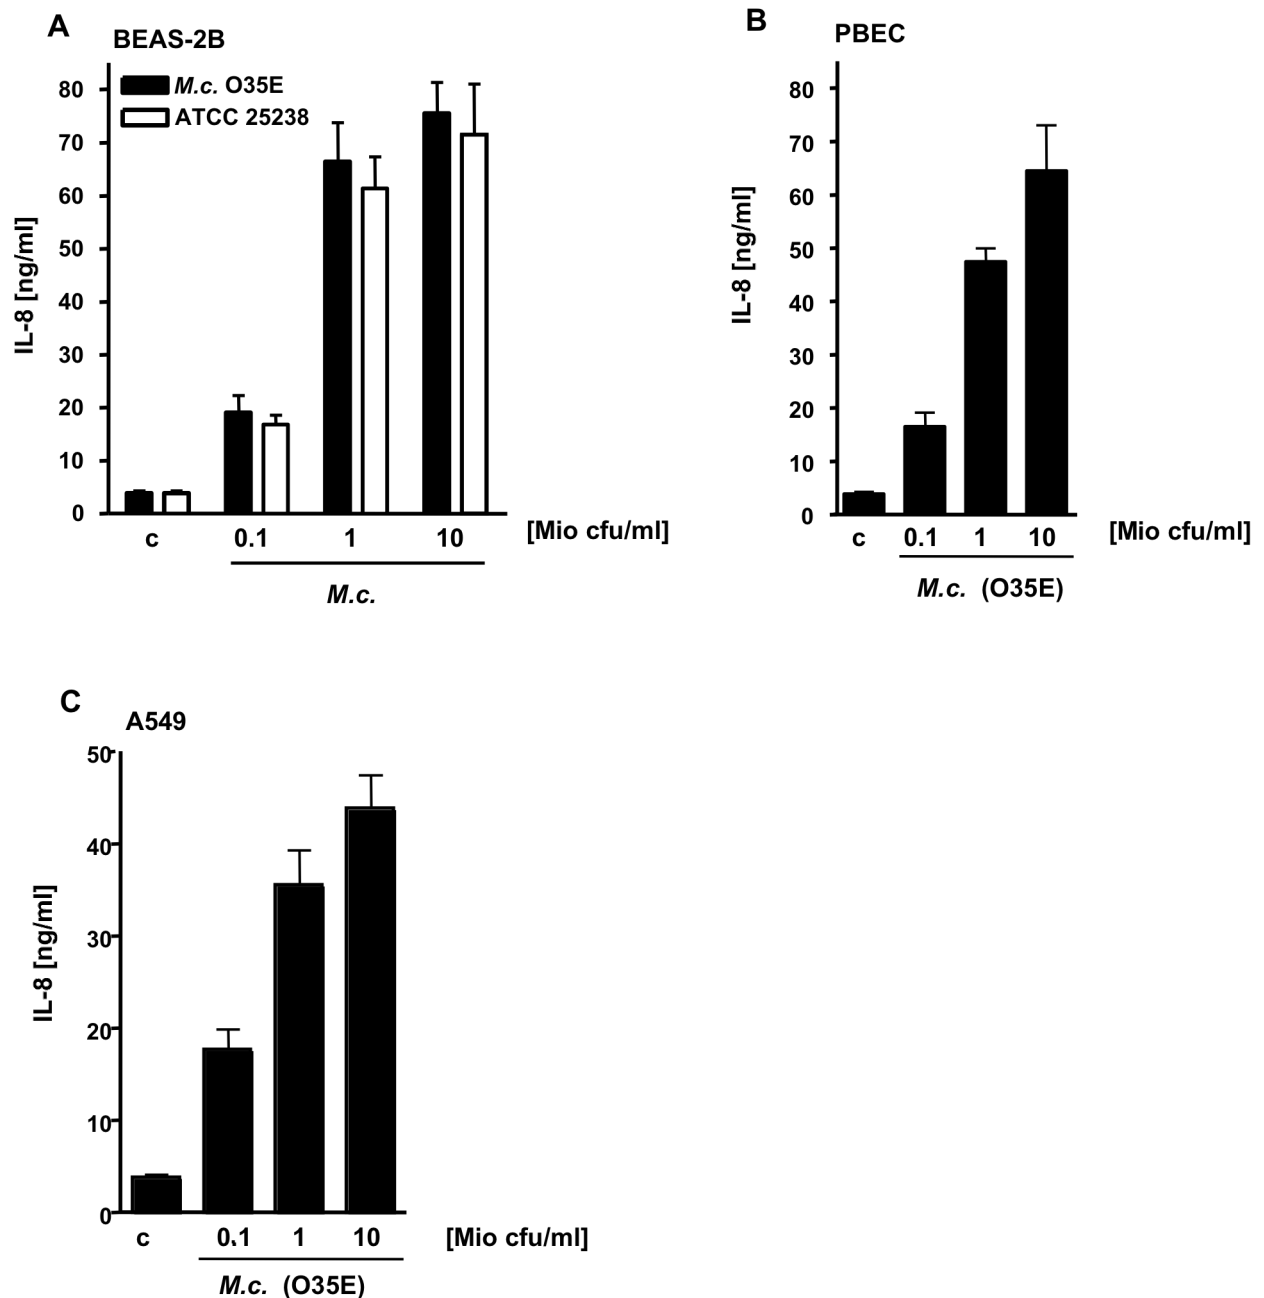 A
BEAS-2B
M.c. O35E
ATCC 25238
80
70
60
50
40
30
20
10
0
IL-8 [ng/ml]
c 0.1 1 10 [Mio cfu/ml]
M.c.
B
PBEC
80
70
60
50
40
30
20
10
0
IL-8 [ng/ml]
c 0.1 1 10 [Mio cfu/ml]
M.c. (O35E)
C
A549
50
40
30
20
10
0
IL-8 [ng/ml]
c 0.1 1 10 [Mio cfu/ml]
M.c. (O35E)